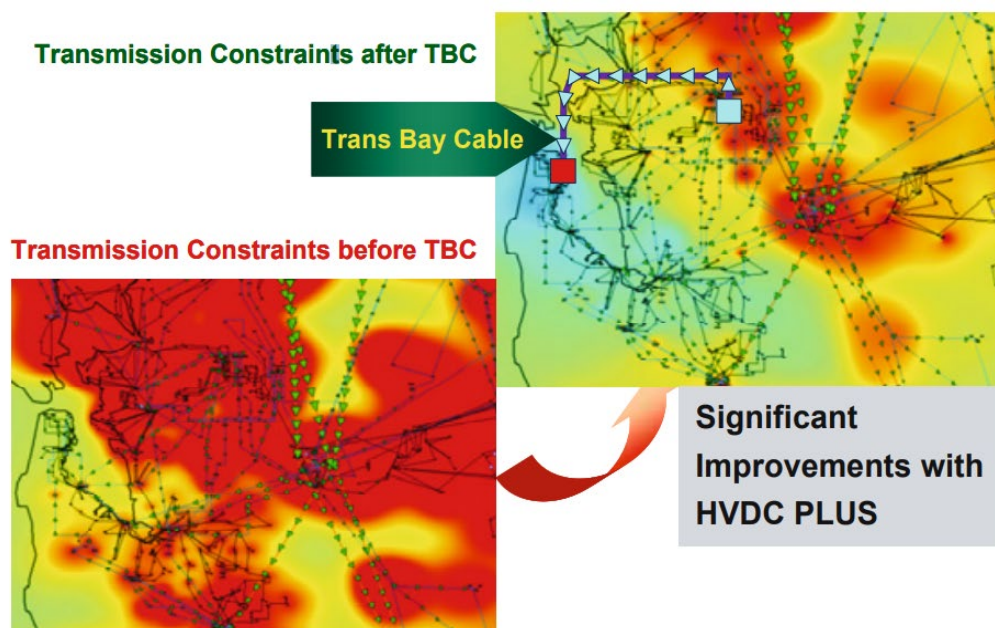 Transmission Constraints after TBC
Trans Bay Cable
Transmission Constraints before TBC
Significant
Improvements with
HVDC PLUS